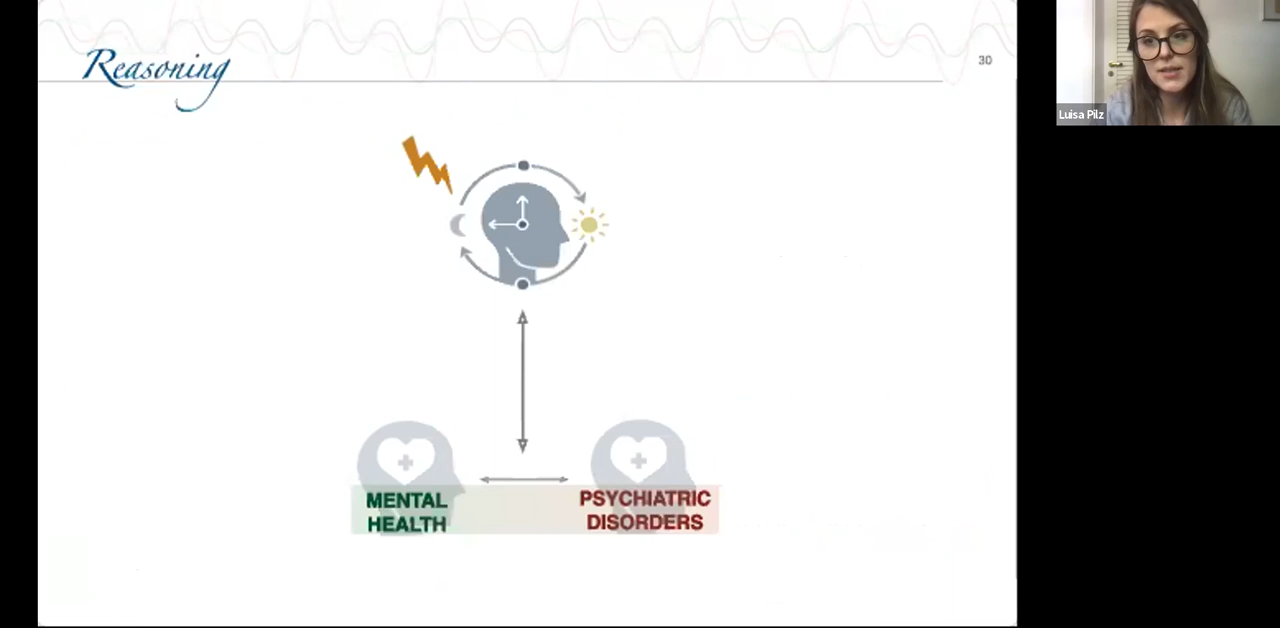 Reasoning
30
Luisa Pilz
MENTAL
HEALTH
PSYCHIATRIC
DISORDERS